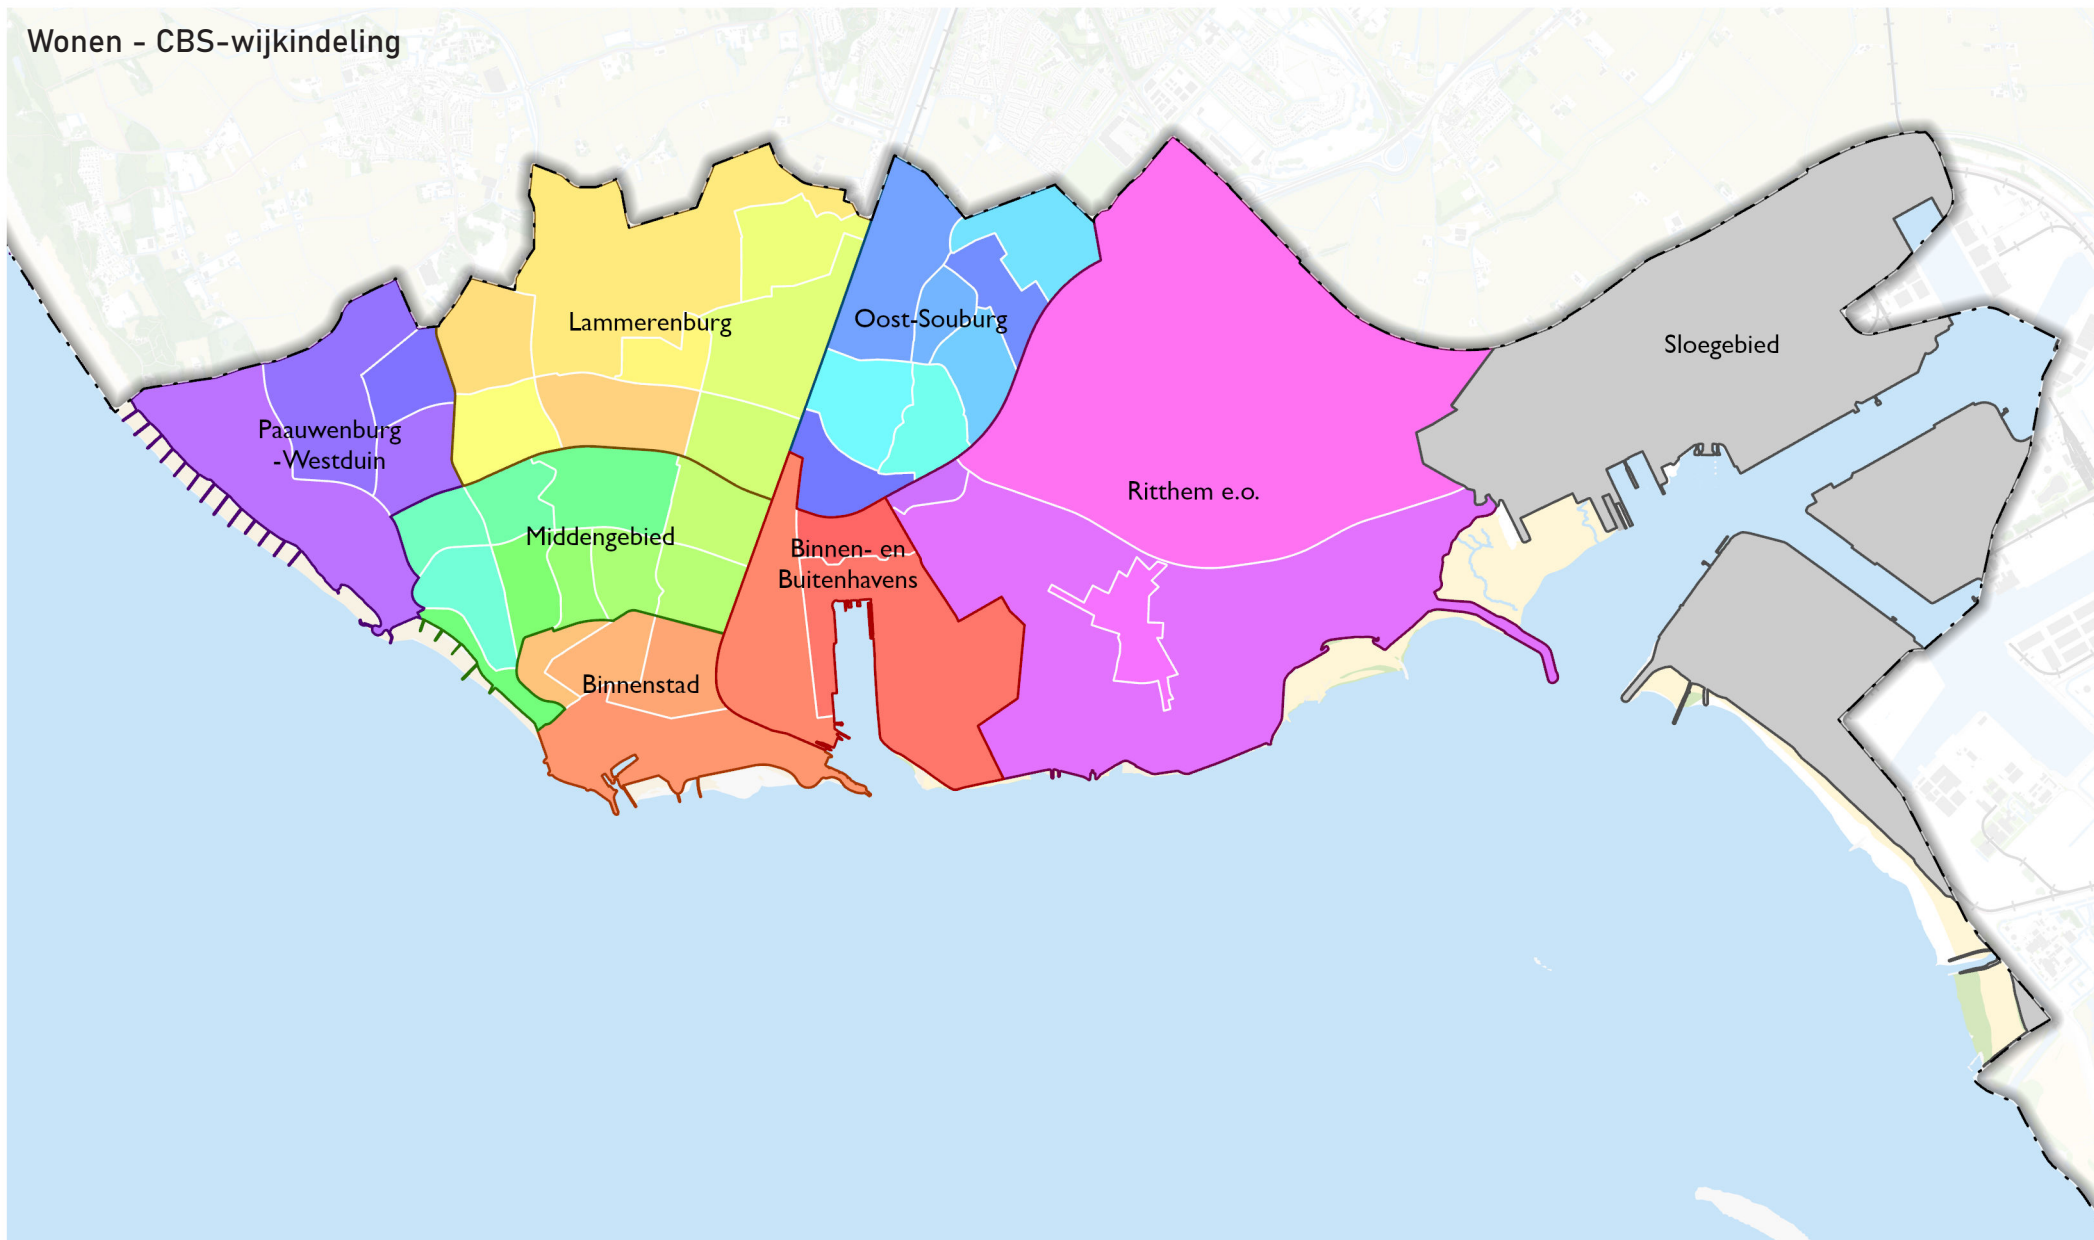 Wonen - CBS-wijkindeling
Lammerenburg
Oost-Souburg
Sloegebied
Paauwenburg
-Westduin
Ritthem e.o.
Middengebied
Binnen- en
Buitenhavens
Binnenstad